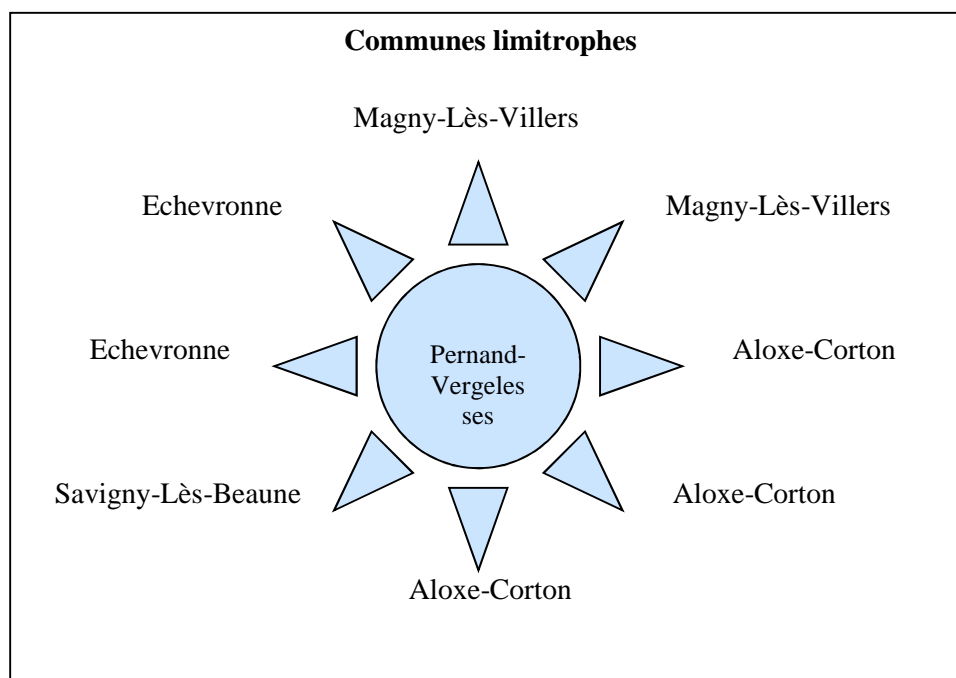 Communes limitrophes
Magny-Lès-Villers
Echevronne
Magny-Lès-Villers
Echevronne
Pernand-
Vergeles
ses
Aloxe-Corton
Savigny-Lès-Beaune
Aloxe-Corton
Aloxe-Corton